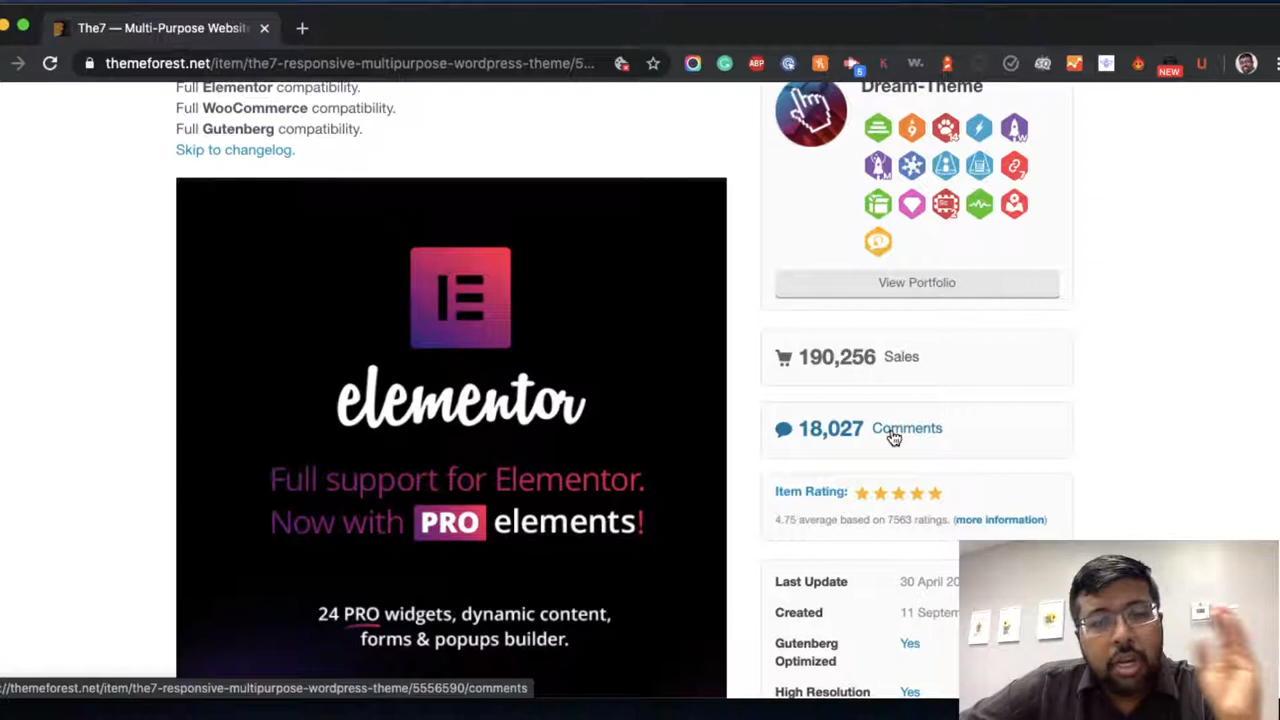 The7 — Multi-Purpose Website
themeforest.net/item/the7-responsive-multipurpose-wordpress-theme/5...
ABP
5
K
w.
NEW
U
Full Elementor compatibility.
Full WooCommerce compatibility.
Full Gutenberg compatibility.
Skip to changelog.
Dream-Theme
View Portfolio
190,256 Sales
18,027 Comments
Item Rating:
4.75 average based on 7563 ratings. (more information)
Last Update 30 April 20
Created 11 Septem
Gutenberg Optimized Yes
High Resolution Yes
elementor
Full support for Elementor.
Now with PRO elements!
24 PRO widgets, dynamic content,
forms & popups builder.
://themeforest.net/item/the7-responsive-multipurpose-wordpress-theme/5556590/comments